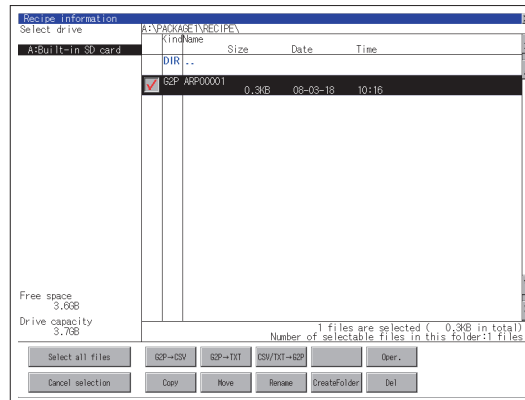 Recipe information
Select drive
A:\PACKAGE1\RECIPE\
Kind Name
Size Date Time
A:Built-in SD card
DIR ..
G2P ARP00001
0.3KB 08-03-18 10:16
Free space
3.6GB
Drive capacity
3.7GB
1 files are selected ( 0.3KB in total)
Number of selectable files in this folder:1 files
Select all files G2P→CSV G2P→TXT CSV/TXT→G2P Oper.
Cancel selection Copy Move Rename CreateFolder Del